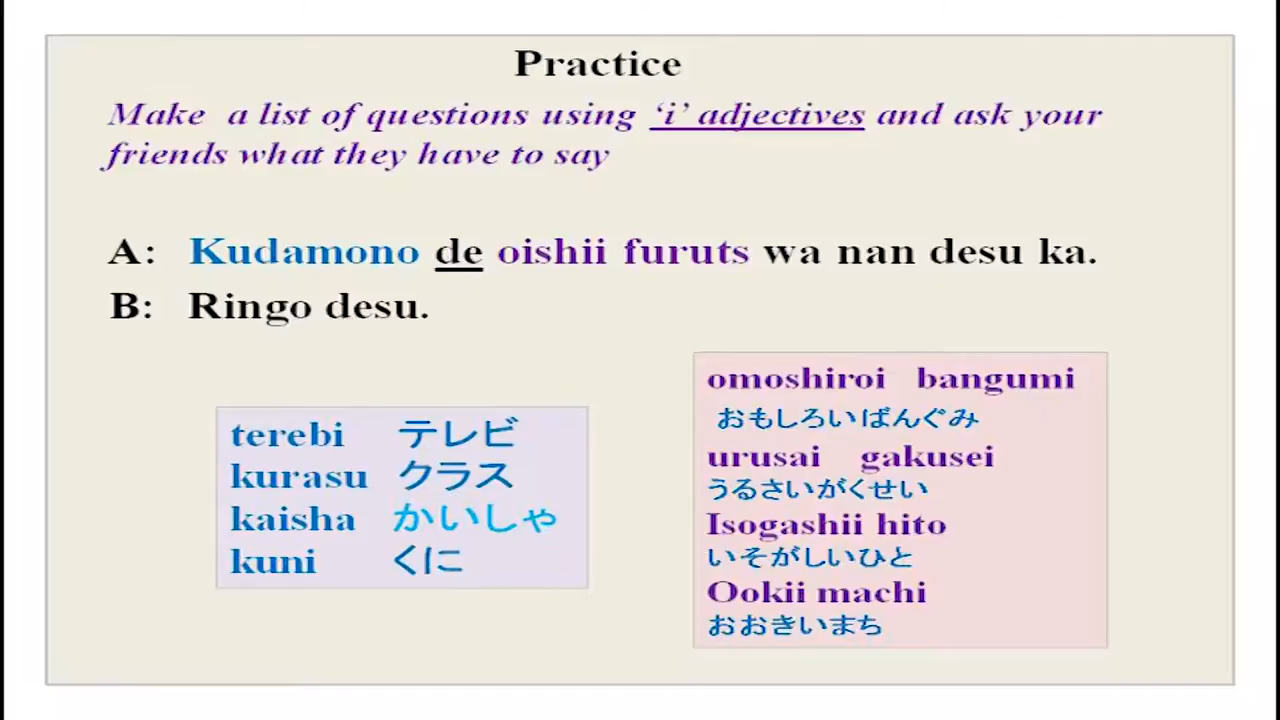 Practice
Make a list of questions using ‘i’ adjectives and ask your
friends what they have to say
A: Kudamono de oishii furuts wa nan desu ka.
B: Ringo desu.
terebi テレビ
kurasu クラス
kaisha かいしゃ
kuni くに
omoshiroi bangumi
おもしろいばんぐみ
urusai gakusei
うるさいがくせい
Isogashii hito
いそがしいひと
Ookii machi
おおきいまち